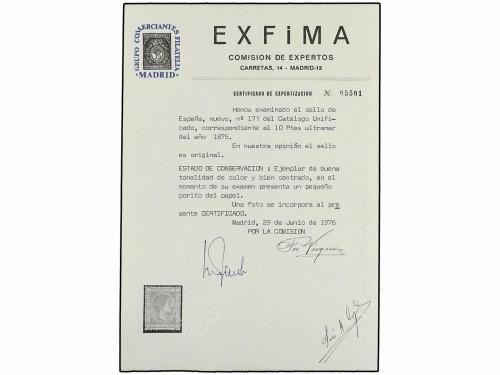 GRUPO COMERCIANTES FILATELIA
·MADRID·
EXFiMA
COMISION DE EXPERTOS
CARRETAS, 14 - MADRID-12
CERTIFICADO DE EXPERTIZACION Nº 05501
Hemos examinado el sello de
España, nuevo, nº 171 del Catalogo Unifi-
cado, correspondiente al 10 Ptas ultramar
del año 1875.
En nuestra opinión el sello
es original.
ESTADO DE CONSERVACION : Ejemplar de buena
tonalidad de color y bien centrado, en el
momento de su examen presenta un pequeño
porito del papel.
Una foto se incorpora al pre
sente CERTIFICADO.
Madrid, 29 de Junio de 1976
POR LA COMISION